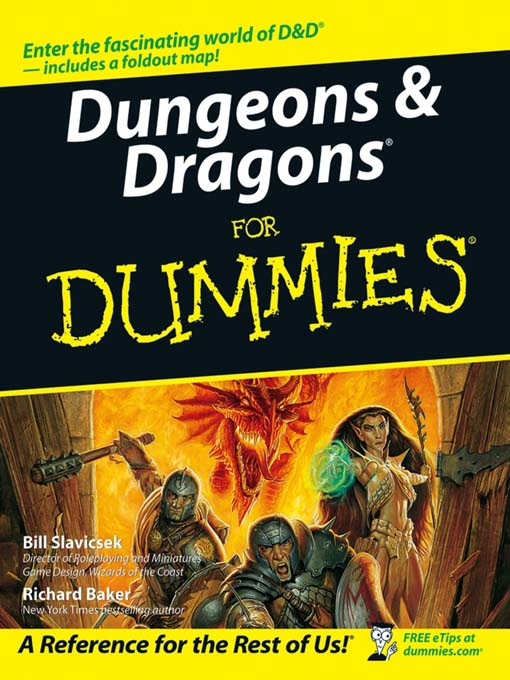 Enter the fascinating world of D&D®
— includes a foldout map!
Dungeons &
Dragons®
FOR
DUMMIES®
Bill Slavicsek
Director of Roleplaying and Miniatures
Game Design, Wizards of the Coast
Richard Baker
New York Times bestselling author
A Reference for the Rest of Us!®
FREE eTips at
dummies.com®